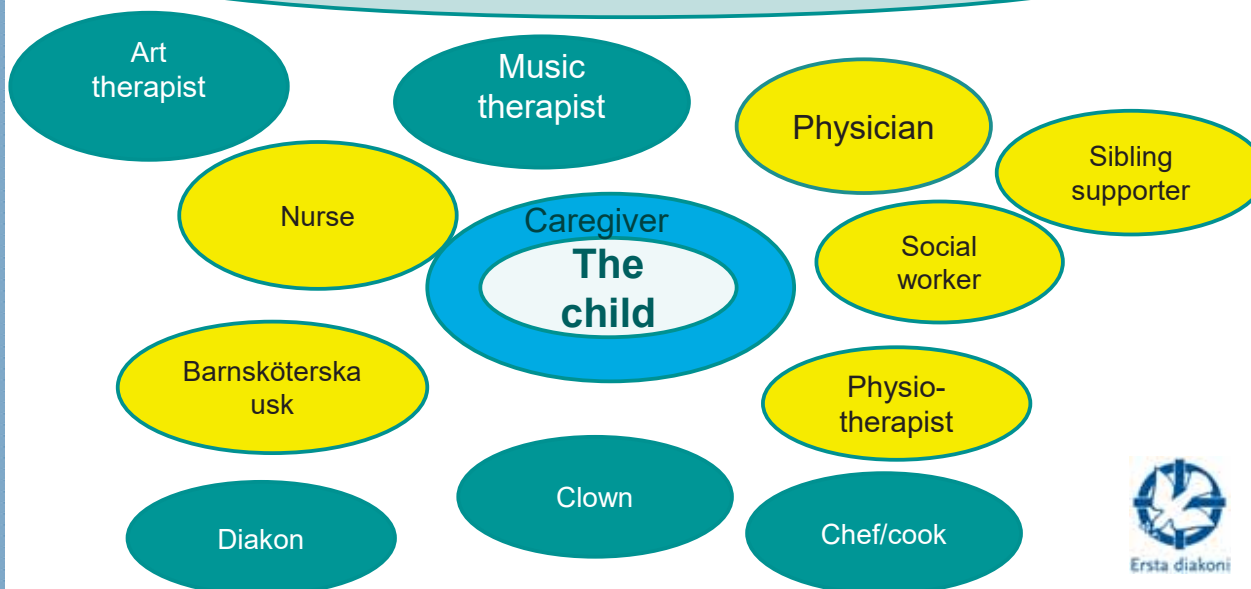 Art
therapist
Music
therapist
Physician
Sibling
supporter
Nurse
Caregiver
The
child
Social
worker
Barnsköterska
usk
Physio-
therapist
Clown
Diakon
Chef/cook
Ersta diakoni